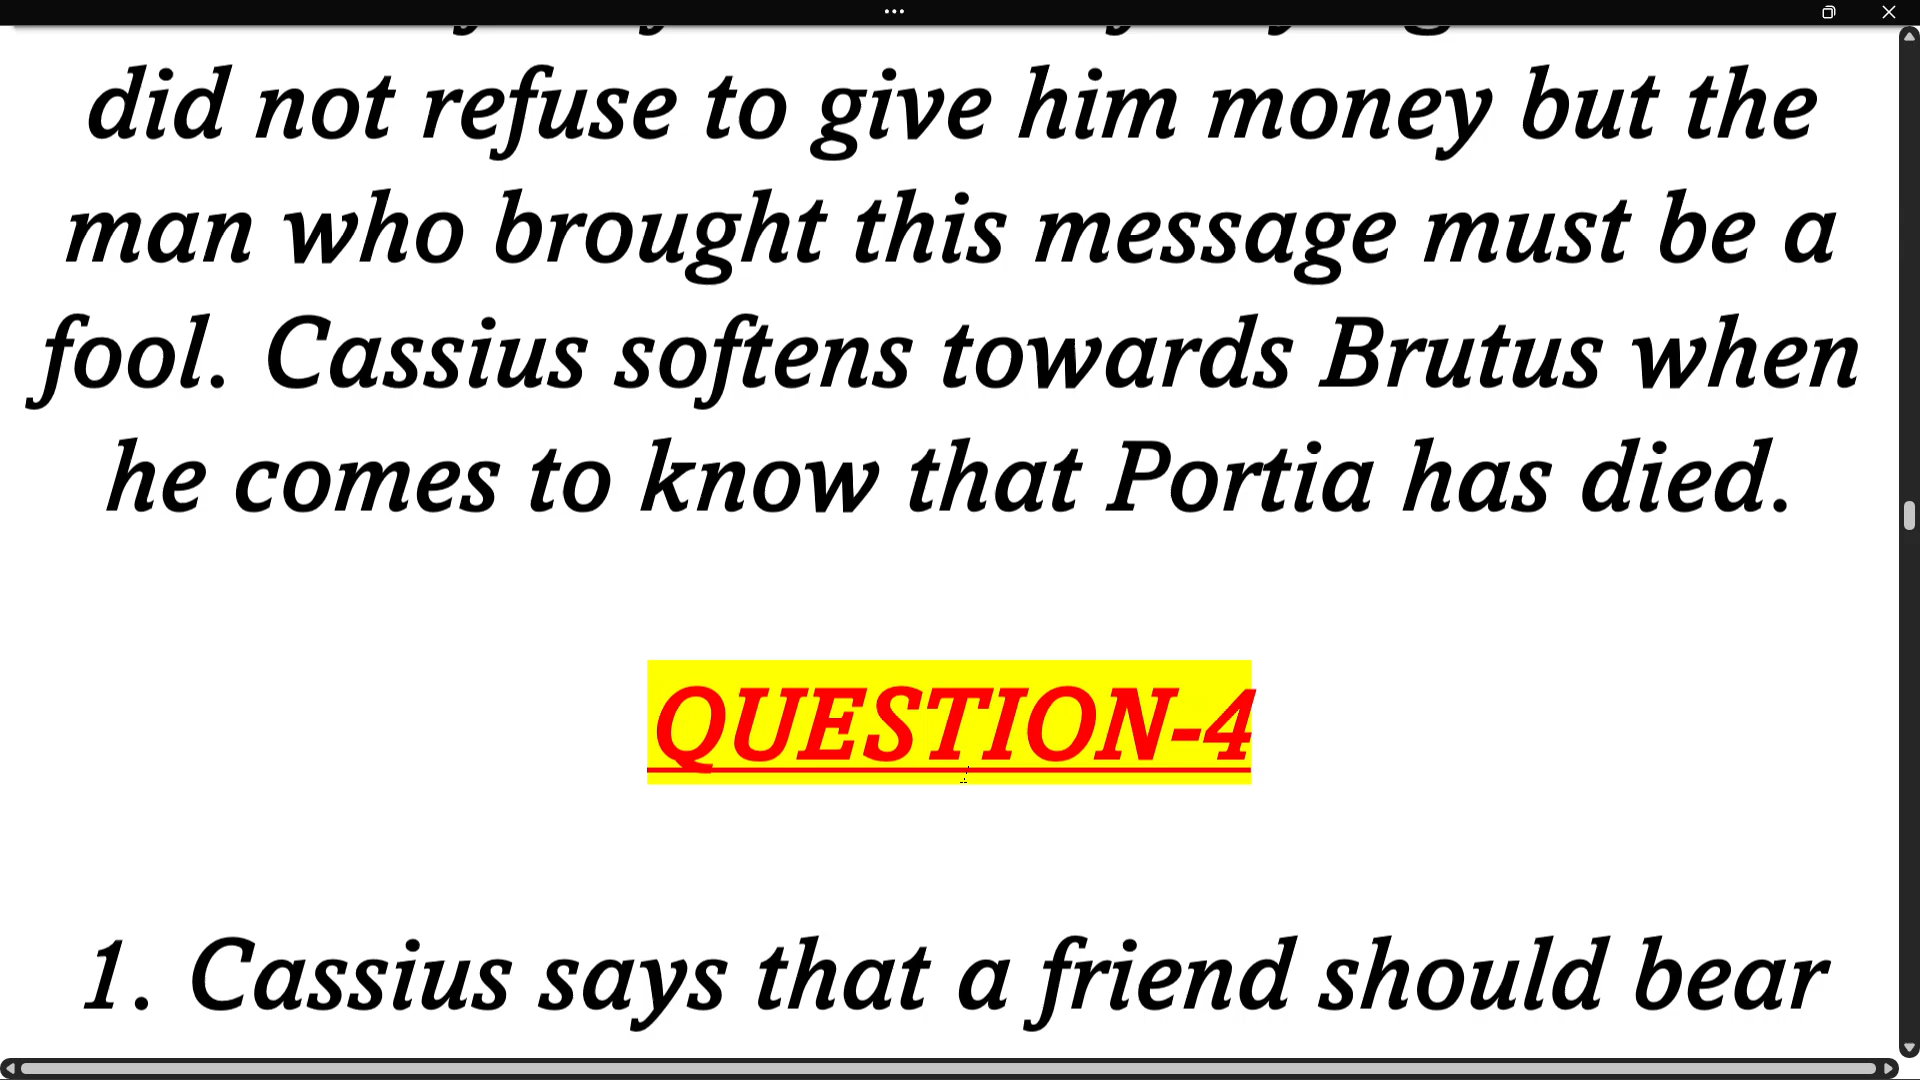 did not refuse to give him money but the
man who brought this message must be a
fool. Cassius softens towards Brutus when
he comes to know that Portia has died.
QUESTION-4
1. Cassius says that a friend should bear